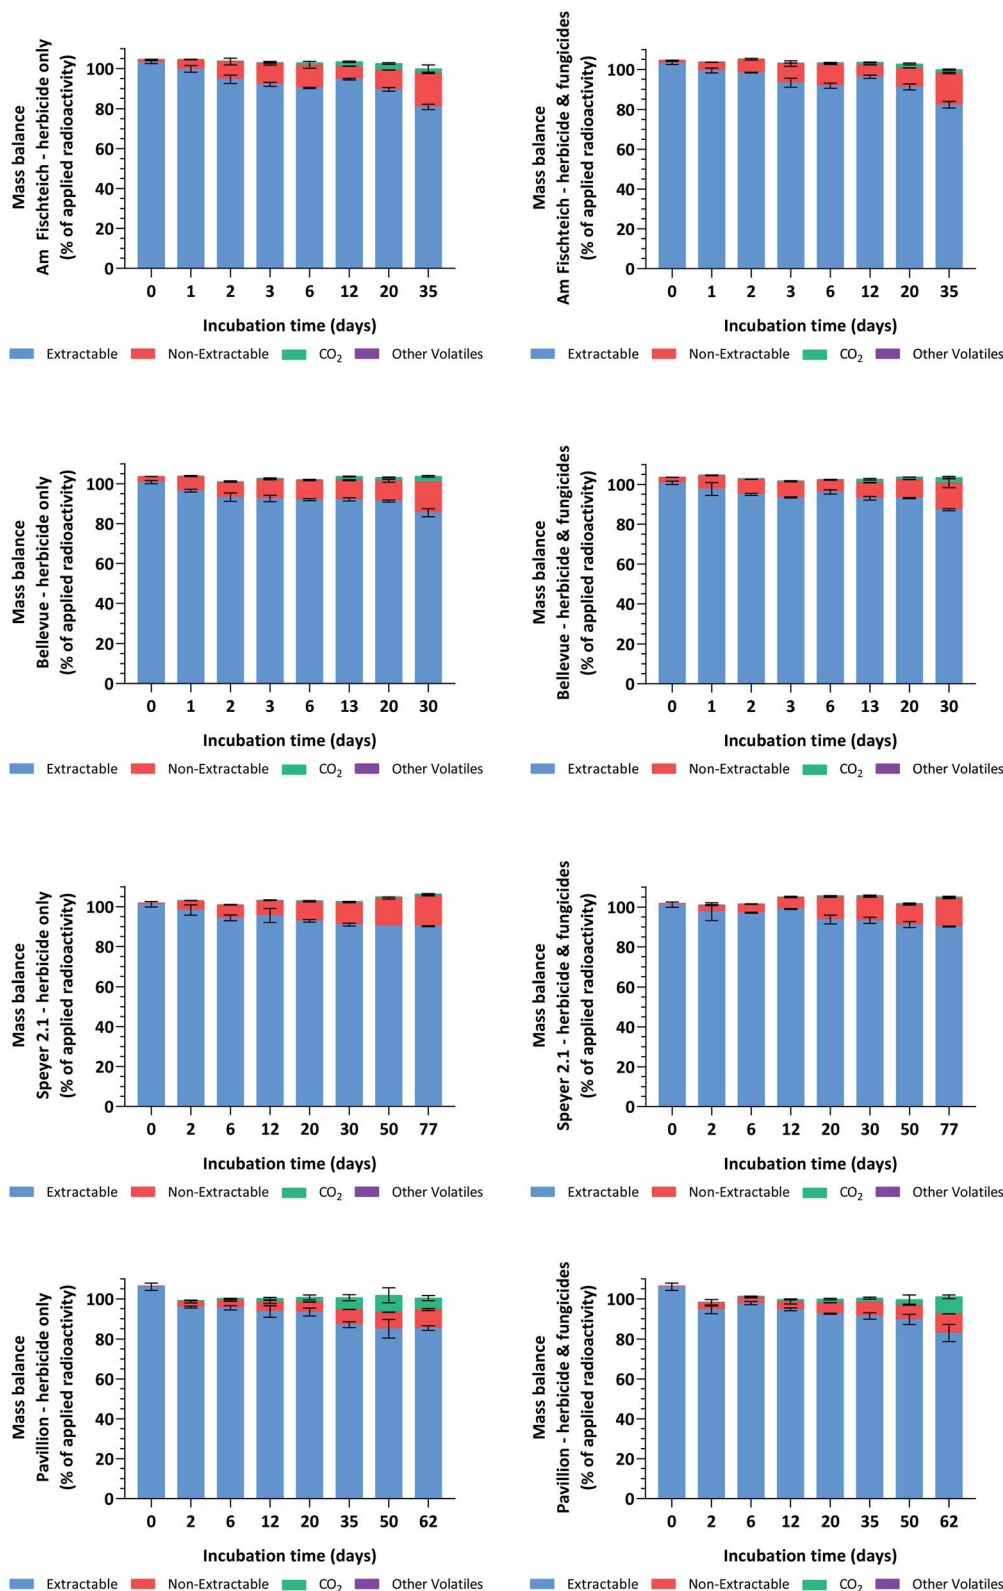 Mass balance
Am Fischteich - herbicide only
(% of applied radioactivity)
100
80
60
40
20
0
0 1 2 3 6 12 20 35
Incubation time (days)
Extractable Non-Extractable CO₂ Other Volatiles
Mass balance
Am Fischteich - herbicide & fungicides
(% of applied radioactivity)
100
80
60
40
20
0
0 1 2 3 6 12 20 35
Incubation time (days)
Extractable Non-Extractable CO₂ Other Volatiles
Mass balance
Bellevue - herbicide only
(% of applied radioactivity)
100
80
60
40
20
0
0 1 2 3 6 13 20 30
Incubation time (days)
Extractable Non-Extractable CO₂ Other Volatiles
Mass balance
Bellevue - herbicide & fungicides
(% of applied radioactivity)
100
80
60
40
20
0
0 1 2 3 6 13 20 30
Incubation time (days)
Extractable Non-Extractable CO₂ Other Volatiles
Mass balance
Speyer 2.1 - herbicide only
(% of applied radioactivity)
100
80
60
40
20
0
0 2 6 12 20 30 50 77
Incubation time (days)
Extractable Non-Extractable CO₂ Other Volatiles
Mass balance
Speyer 2.1 - herbicide & fungicides
(% of applied radioactivity)
100
80
60
40
20
0
0 2 6 12 20 30 50 77
Incubation time (days)
Extractable Non-Extractable CO₂ Other Volatiles
Mass balance
Pavillion - herbicide only
(% of applied radioactivity)
100
80
60
40
20
0
0 2 6 12 20 35 50 62
Incubation time (days)
Extractable Non-Extractable CO₂ Other Volatiles
Mass balance
Pavillion - herbicide & fungicides
(% of applied radioactivity)
100
80
60
40
20
0
0 2 6 12 20 35 50 62
Incubation time (days)
Extractable Non-Extractable CO₂ Other Volatiles